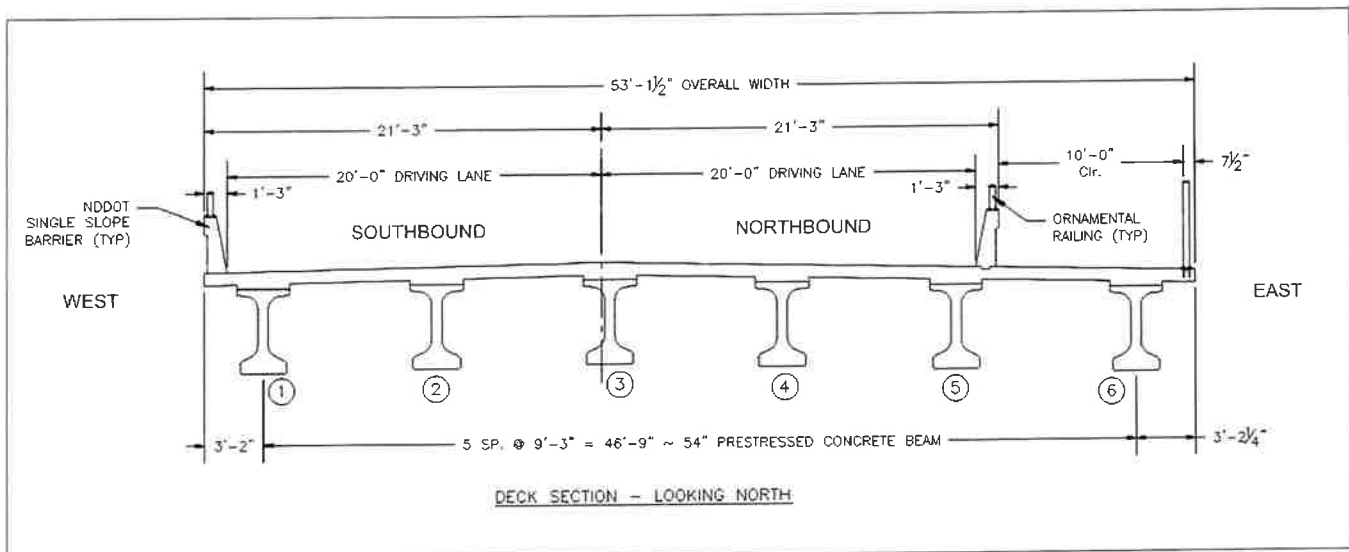 53'-1½" OVERALL WIDTH
21'-3"
21'-3"
20'-0" DRIVING LANE
20'-0" DRIVING LANE
10'-0"
Clr.
7½"
1'-3"
1'-3"
NDDOT
SINGLE SLOPE
BARRIER (TYP)
SOUTHBOUND
NORTHBOUND
ORNAMENTAL
RAILING (TYP)
WEST
EAST
1
2
3
4
5
6
3'-2"
5 SP. @ 9'-3" = 46'-9" ~ 54" PRESTRESSED CONCRETE BEAM
3'-2¼"
DECK SECTION - LOOKING NORTH